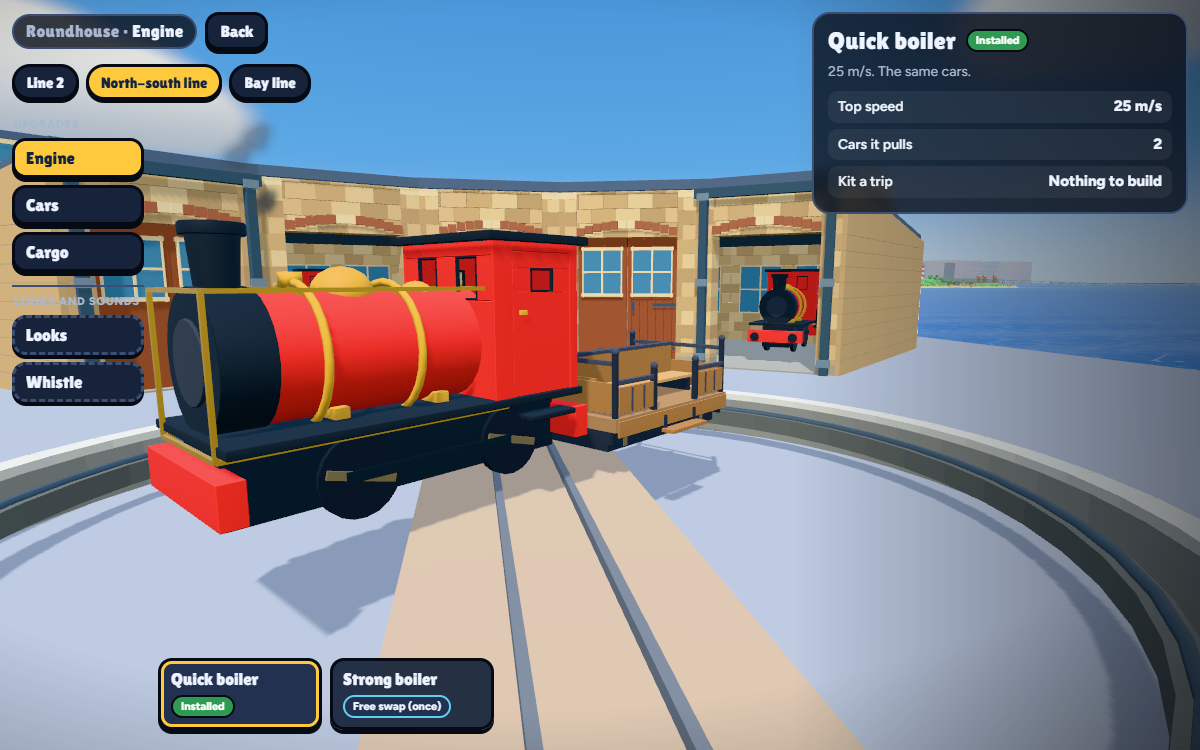 Roundhouse · Engine
Back
Line 2
North–south line
Bay line
UPGRADES
Engine
Cars
Cargo
LOOKS AND SOUNDS
Looks
Whistle
Quick boiler
Installed
25 m/s. The same cars.
Top speed
25 m/s
Cars it pulls
2
Kit a trip
Nothing to build
Quick boiler
Installed
Strong boiler
Free swap (once)